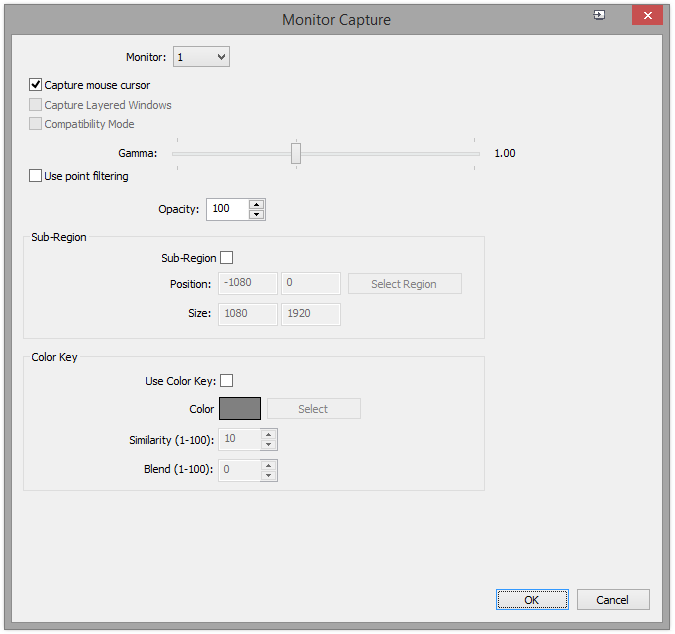 Monitor Capture
Monitor: 1
Capture mouse cursor
Capture Layered Windows
Compatibility Mode
Gamma: 1.00
Use point filtering
Opacity: 100
Sub-Region
Sub-Region
Position: -1080 0 Select Region
Size: 1080 1920
Color Key
Use Color Key:
Color Select
Similarity (1-100): 10
Blend (1-100): 0
OK Cancel